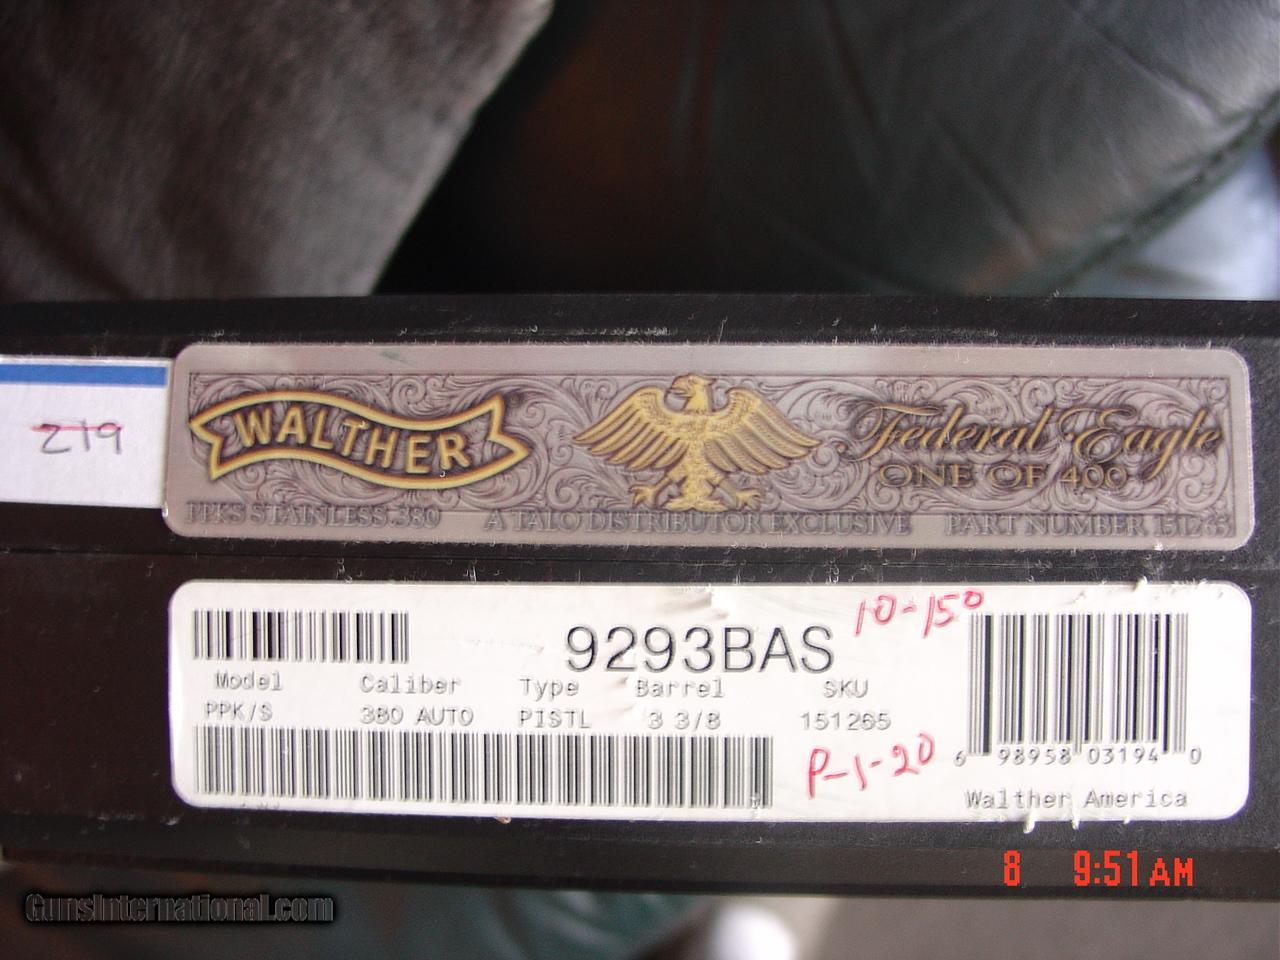 219
WALTHER
Federal Eagle
ONE OF 400
PPKS STAINLESS .380 A TALO DISTRIBUTOR EXCLUSIVE PART NUMBER 151265
10-150
9293BAS
Model Caliber Type Barrel SKU
PPK/S 380 AUTO PISTL 3 3/8 151265
P-1-20
6 98958 03194 0
Walther America
8 9:51 AM
GunsInternational.com